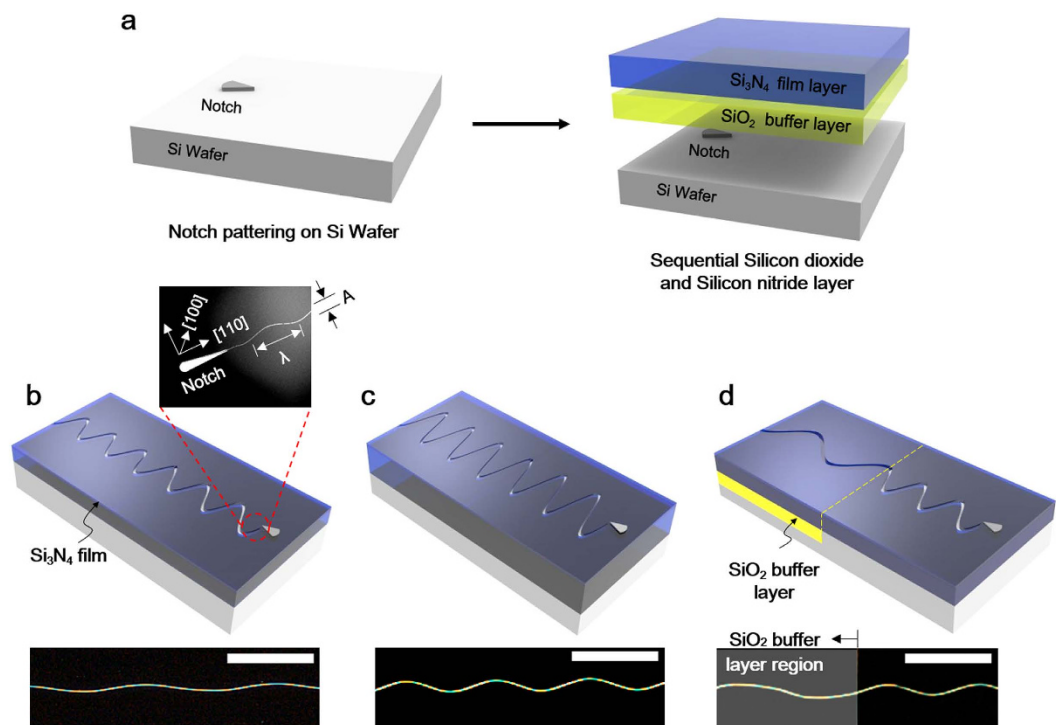 a
Notch
Si Wafer
Notch pattering on Si Wafer
Si₃N₄ film layer
SiO₂ buffer layer
Notch
Si Wafer
Sequential Silicon dioxide
and Silicon nitride layer
[100]
[110]
A
λ
Notch
b
Si₃N₄ film
c
d
SiO₂ buffer
layer
SiO₂ buffer
layer region